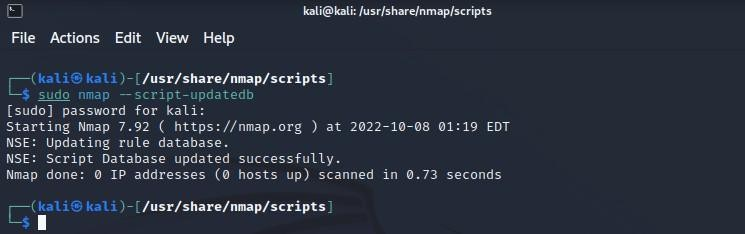 kali@kali: /usr/share/nmap/scripts
File Actions Edit View Help
┌──(kali㉿kali)-[/usr/share/nmap/scripts]
└─$ sudo nmap --script-updatedb
[sudo] password for kali:
Starting Nmap 7.92 ( https://nmap.org ) at 2022-10-08 01:19 EDT
NSE: Updating rule database.
NSE: Script Database updated successfully.
Nmap done: 0 IP addresses (0 hosts up) scanned in 0.73 seconds
┌──(kali㉿kali)-[/usr/share/nmap/scripts]
└─$